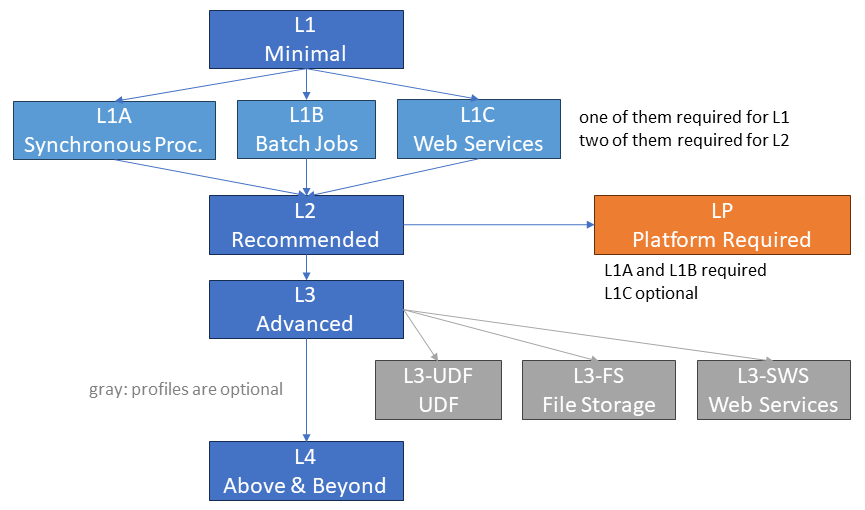 L1
Minimal
L1A
Synchronous Proc.
L1B
Batch Jobs
L1C
Web Services
one of them required for L1
two of them required for L2
L2
Recommended
LP
Platform Required
L1A and L1B required
L1C optional
L3
Advanced
gray: profiles are optional
L3-UDF
UDF
L3-FS
File Storage
L3-SWS
Web Services
L4
Above & Beyond